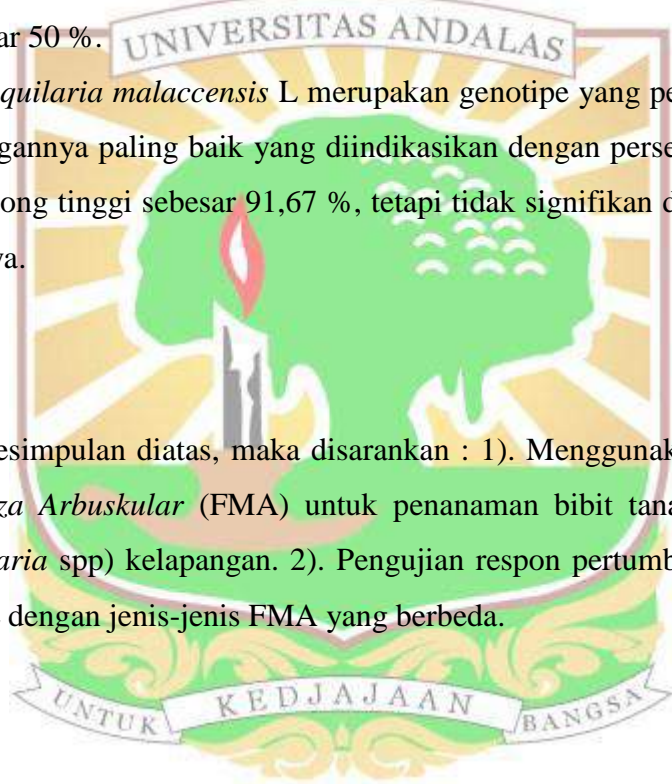 ar 50 %.
UNIVERSITAS ANDALAS
quilaria malaccensis L merupakan genotipe yang pe
gannya paling baik yang diindikasikan dengan perse
ong tinggi sebesar 91,67 %, tetapi tidak signifikan d
ya.
esimpulan diatas, maka disarankan : 1). Menggunak
za Arbuskular (FMA) untuk penanaman bibit tana
aria spp) kelapangan. 2). Pengujian respon pertumb
dengan jenis-jenis FMA yang berbeda.
UNTUK KEDJAJAAN BANGSA